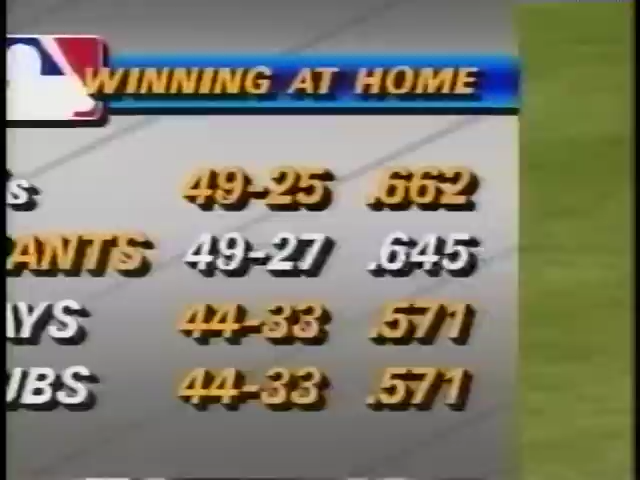 WINNING AT HOME
s 49-25 .662
ANTS 49-27 .645
AYS 44-33 .571
UBS 44-33 .571